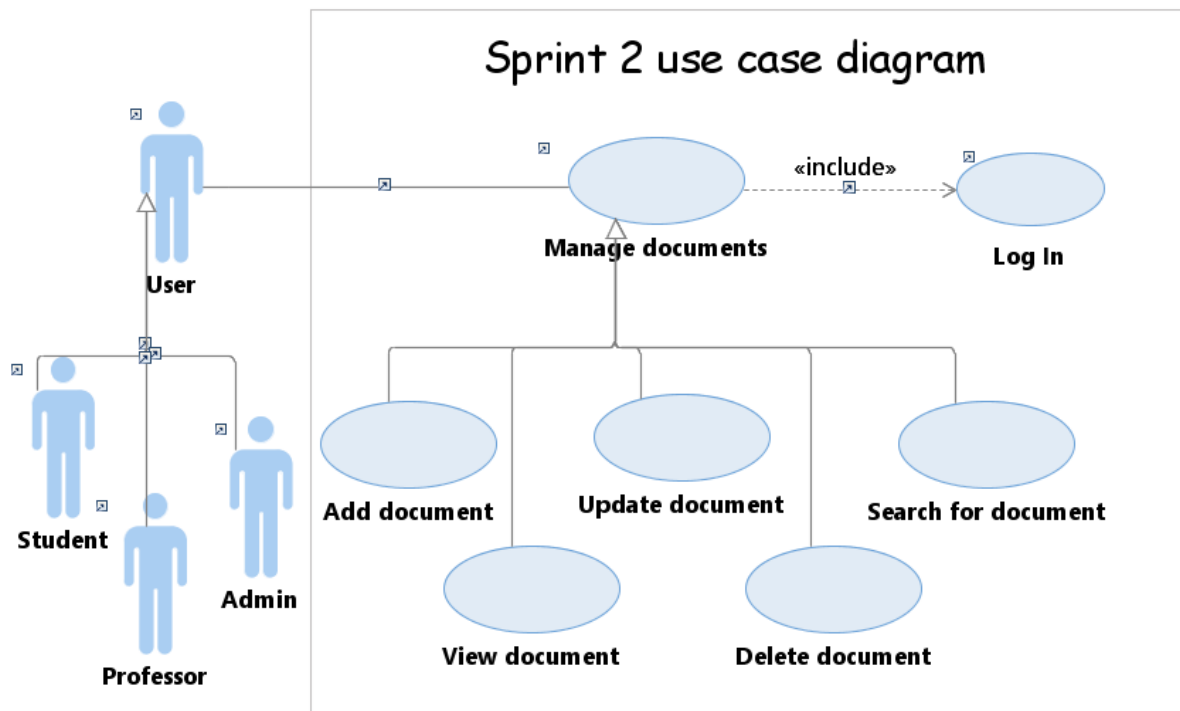 Sprint 2 use case diagram
«include»
User
Manage documents
Log In
Student
Admin
Professor
Add document
Update document
Search for document
View document
Delete document